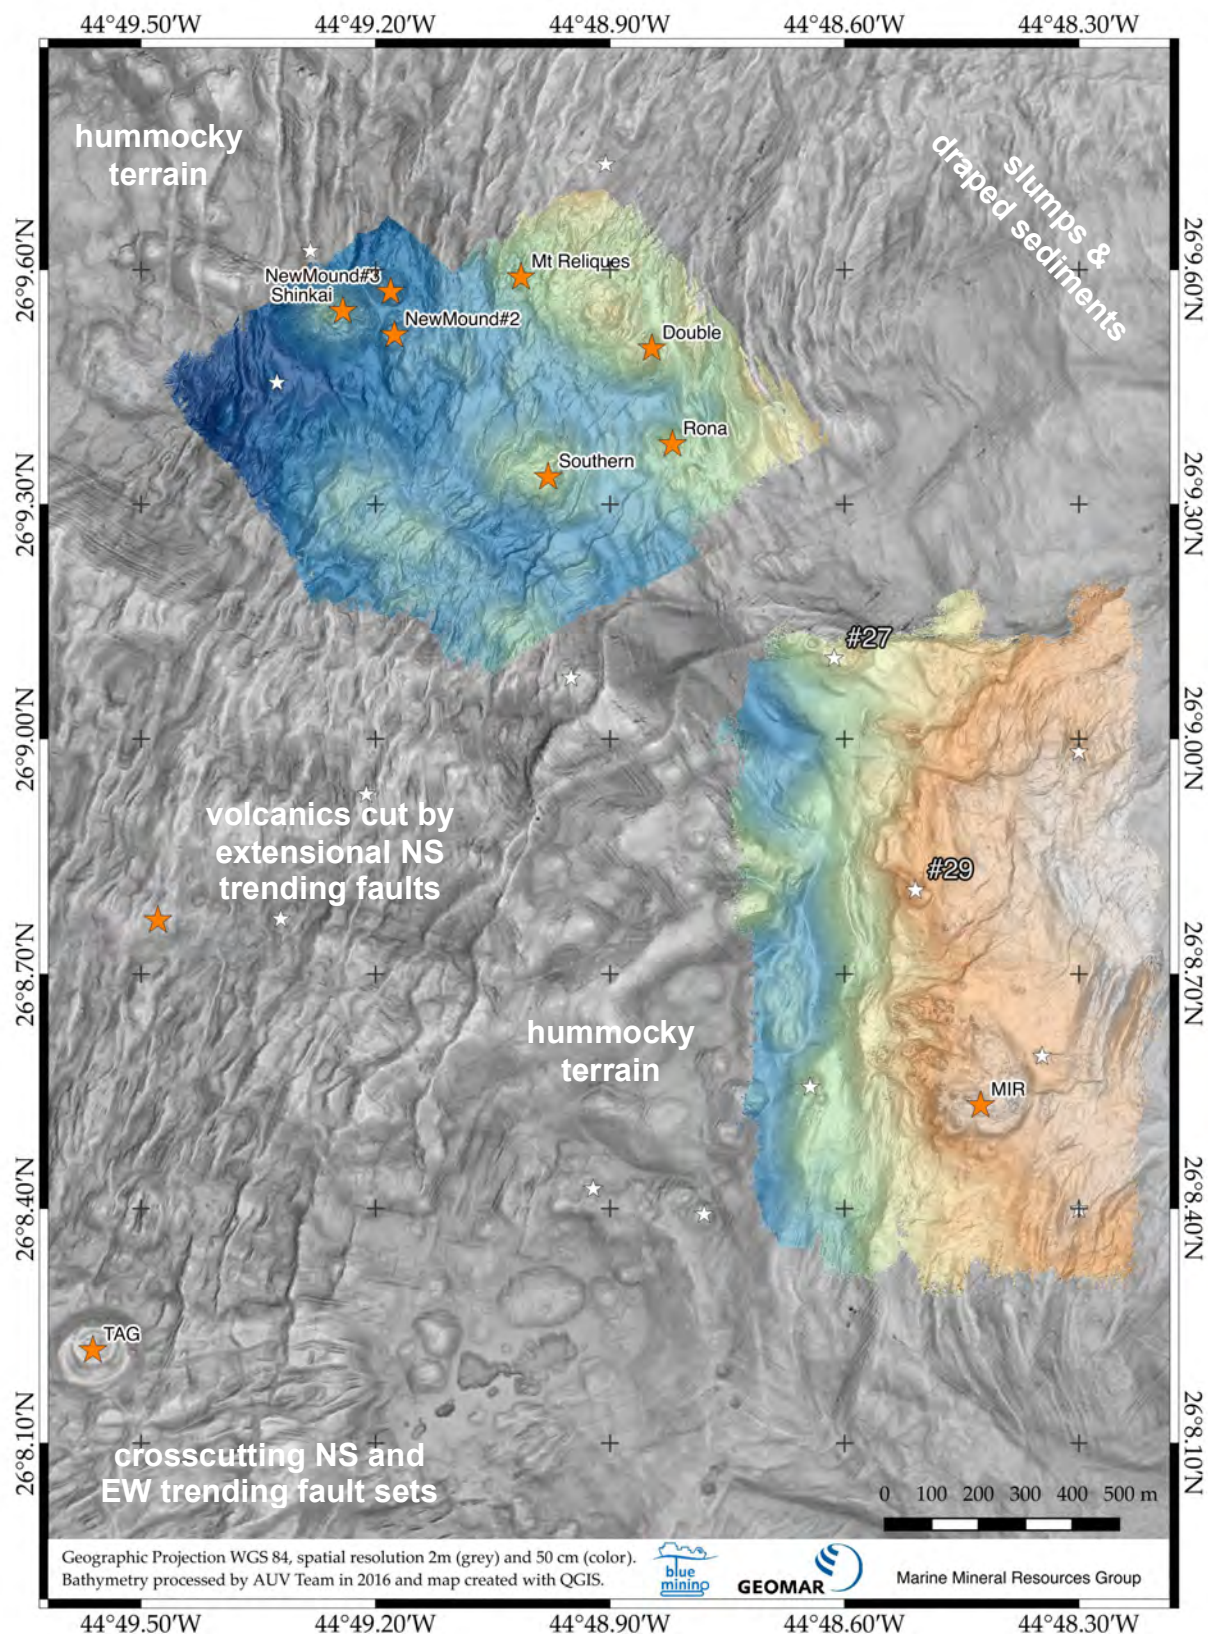 44°49.50'W 44°49.20'W 44°48.90'W 44°48.60'W 44°48.30'W
hummocky
terrain
slumps &
draped sediments
26°9.60'N
26°9.60'N
Mt Reliques
NewMound#3
Shinkai
NewMound#2
Double
Rona
Southern
26°9.30'N
26°9.30'N
#27
26°9.00'N
26°9.00'N
volcanics cut by
extensional NS
trending faults
#29
26°8.70'N
26°8.70'N
hummocky
terrain
MIR
26°8.40'N
26°8.40'N
TAG
26°8.10'N
26°8.10'N
crosscutting NS and
EW trending fault sets
0 100 200 300 400 500 m
Geographic Projection WGS 84, spatial resolution 2m (grey) and 50 cm (color).
Bathymetry processed by AUV Team in 2016 and map created with QGIS.
blue
mining
GEOMAR
Marine Mineral Resources Group
44°49.50'W 44°49.20'W 44°48.90'W 44°48.60'W 44°48.30'W